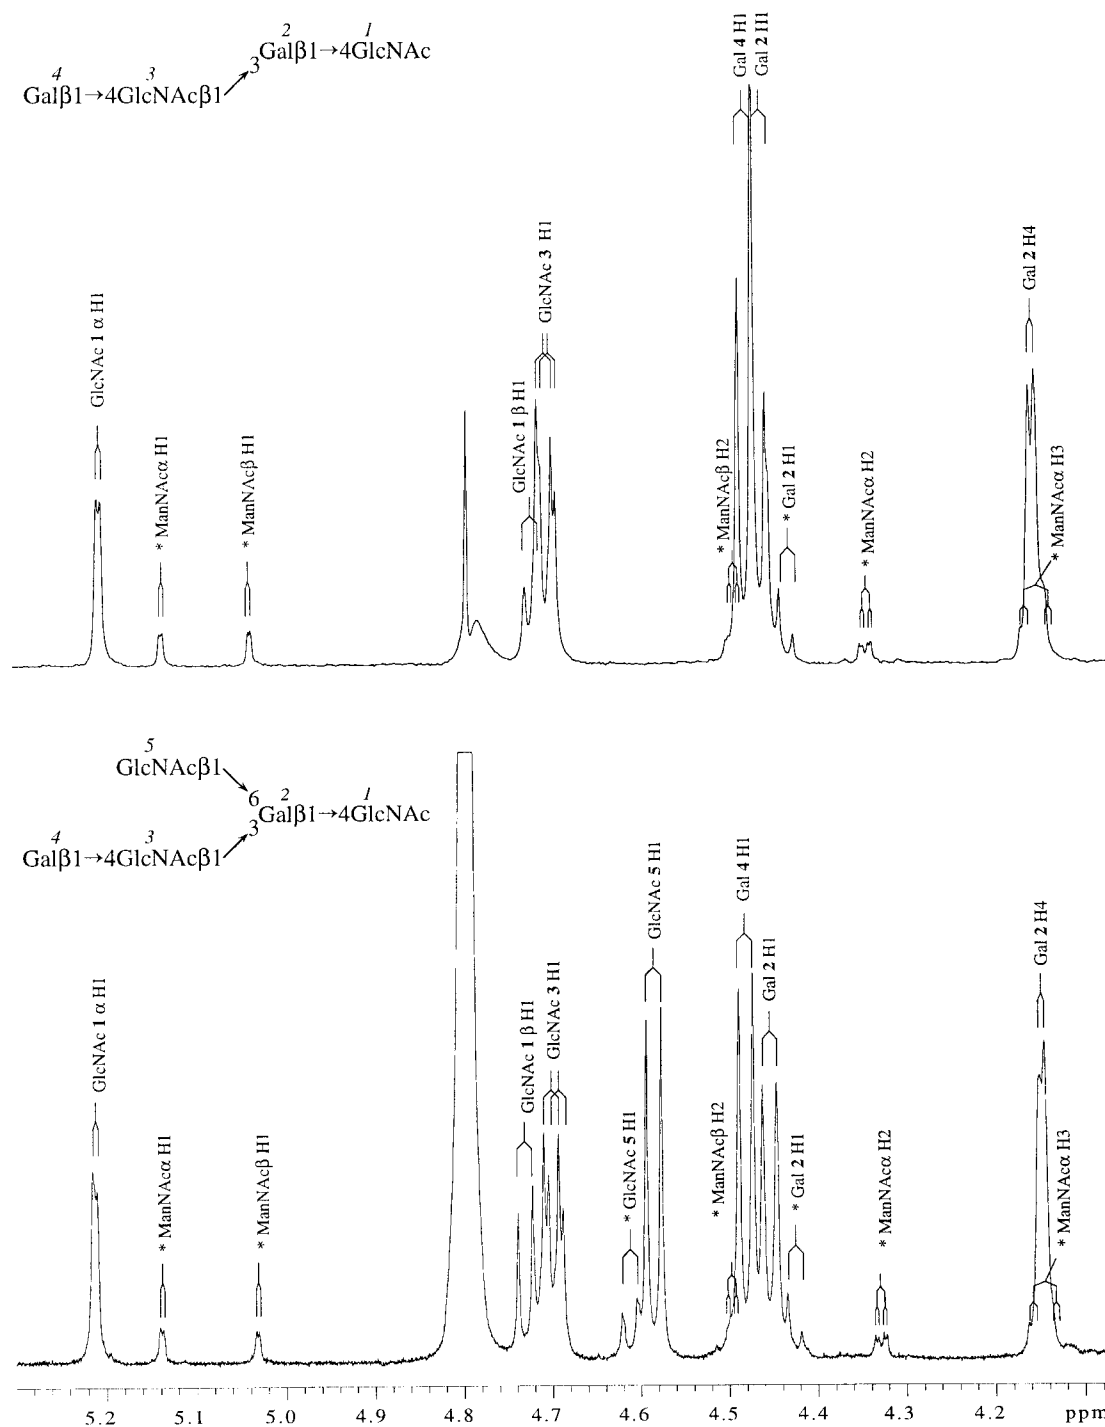 2 1
3Galβ1→4GlcNAc
4 3
Galβ1→4GlcNAcβ1
GlcNAc 1 α H1
* ManNAcα H1
* ManNAcβ H1
GlcNAc 1 β H1
GlcNAc 3 H1
* ManNAcβ H2
Gal 4 H1
Gal 2 H1
* Gal 2 H1
* ManNAcα H2
Gal 2 H4
* ManNAcα H3
5
GlcNAcβ1
6 2 1
3Galβ1→4GlcNAc
4 3
Galβ1→4GlcNAcβ1
GlcNAc 1 α H1
* ManNAcα H1
* ManNAcβ H1
GlcNAc 1 β H1
GlcNAc 3 H1
* GlcNAc 5 H1
GlcNAc 5 H1
* ManNAcβ H2
Gal 4 H1
Gal 2 H1
* Gal 2 H1
* ManNAcα H2
Gal 2 H4
* ManNAcα H3
5.2 5.1 5.0 4.9 4.8 4.7 4.6 4.5 4.4 4.3 4.2 ppm